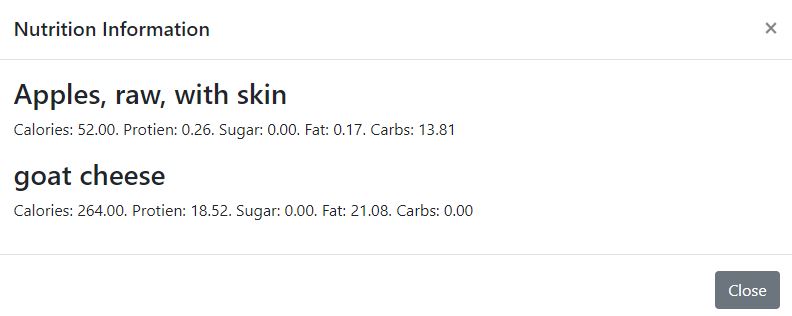 Nutrition Information ×
Apples, raw, with skin
Calories: 52.00. Protien: 0.26. Sugar: 0.00. Fat: 0.17. Carbs: 13.81
goat cheese
Calories: 264.00. Protien: 18.52. Sugar: 0.00. Fat: 21.08. Carbs: 0.00
Close